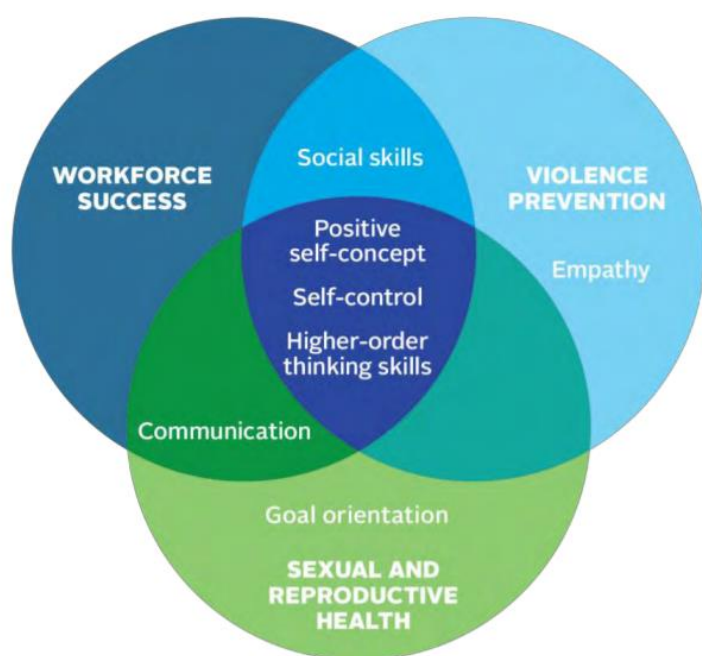 Social skills
WORKFORCE
SUCCESS
VIOLENCE
PREVENTION
Positive
self-concept
Empathy
Self-control
Higher-order
thinking skills
Communication
Goal orientation
SEXUAL AND
REPRODUCTIVE
HEALTH